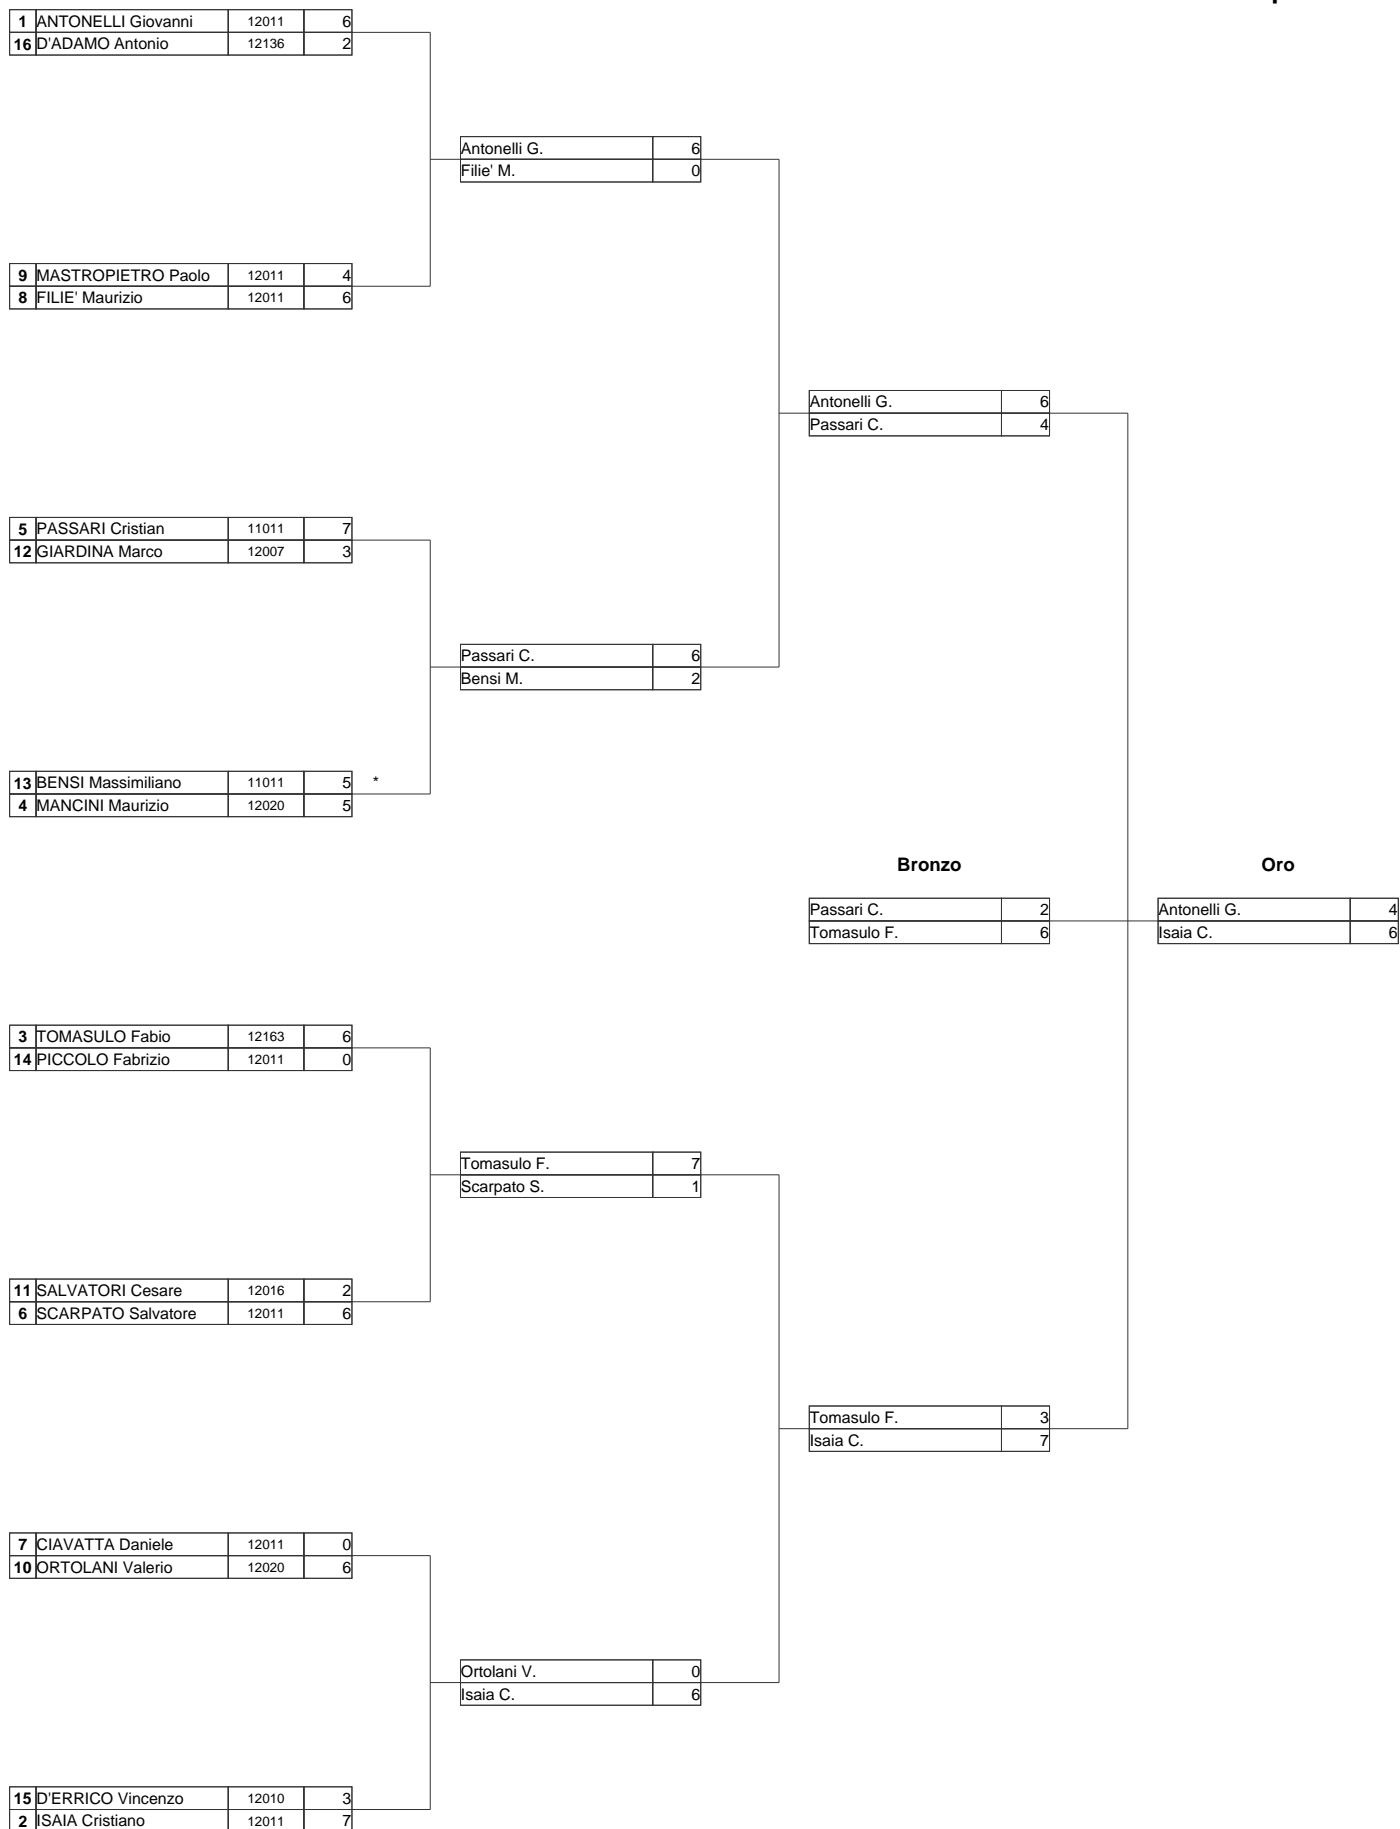 1 ANTONELLI Giovanni 12011 6
16 D'ADAMO Antonio 12136 2
Antonelli G. 6
Filie' M. 0
9 MASTROPIETRO Paolo 12011 4
8 FILIE' Maurizio 12011 6
Antonelli G. 6
Passari C. 4
5 PASSARI Cristian 11011 7
12 GIARDINA Marco 12007 3
Passari C. 6
Bensi M. 2
13 BENSI Massimiliano 11011 5 *
4 MANCINI Maurizio 12020 5
Bronzo Oro
Passari C. 2 Antonelli G. 4
Tomasulo F. 6 Isaia C. 6
3 TOMASULO Fabio 12163 6
14 PICCOLO Fabrizio 12011 0
Tomasulo F. 7
Scarpato S. 1
11 SALVATORI Cesare 12016 2
6 SCARPATO Salvatore 12011 6
Tomasulo F. 3
Isaia C. 7
7 CIAVATTA Daniele 12011 0
10 ORTOLANI Valerio 12020 6
Ortolani V. 0
Isaia C. 6
15 D'ERRICO Vincenzo 12010 3
2 ISAIA Cristiano 12011 7